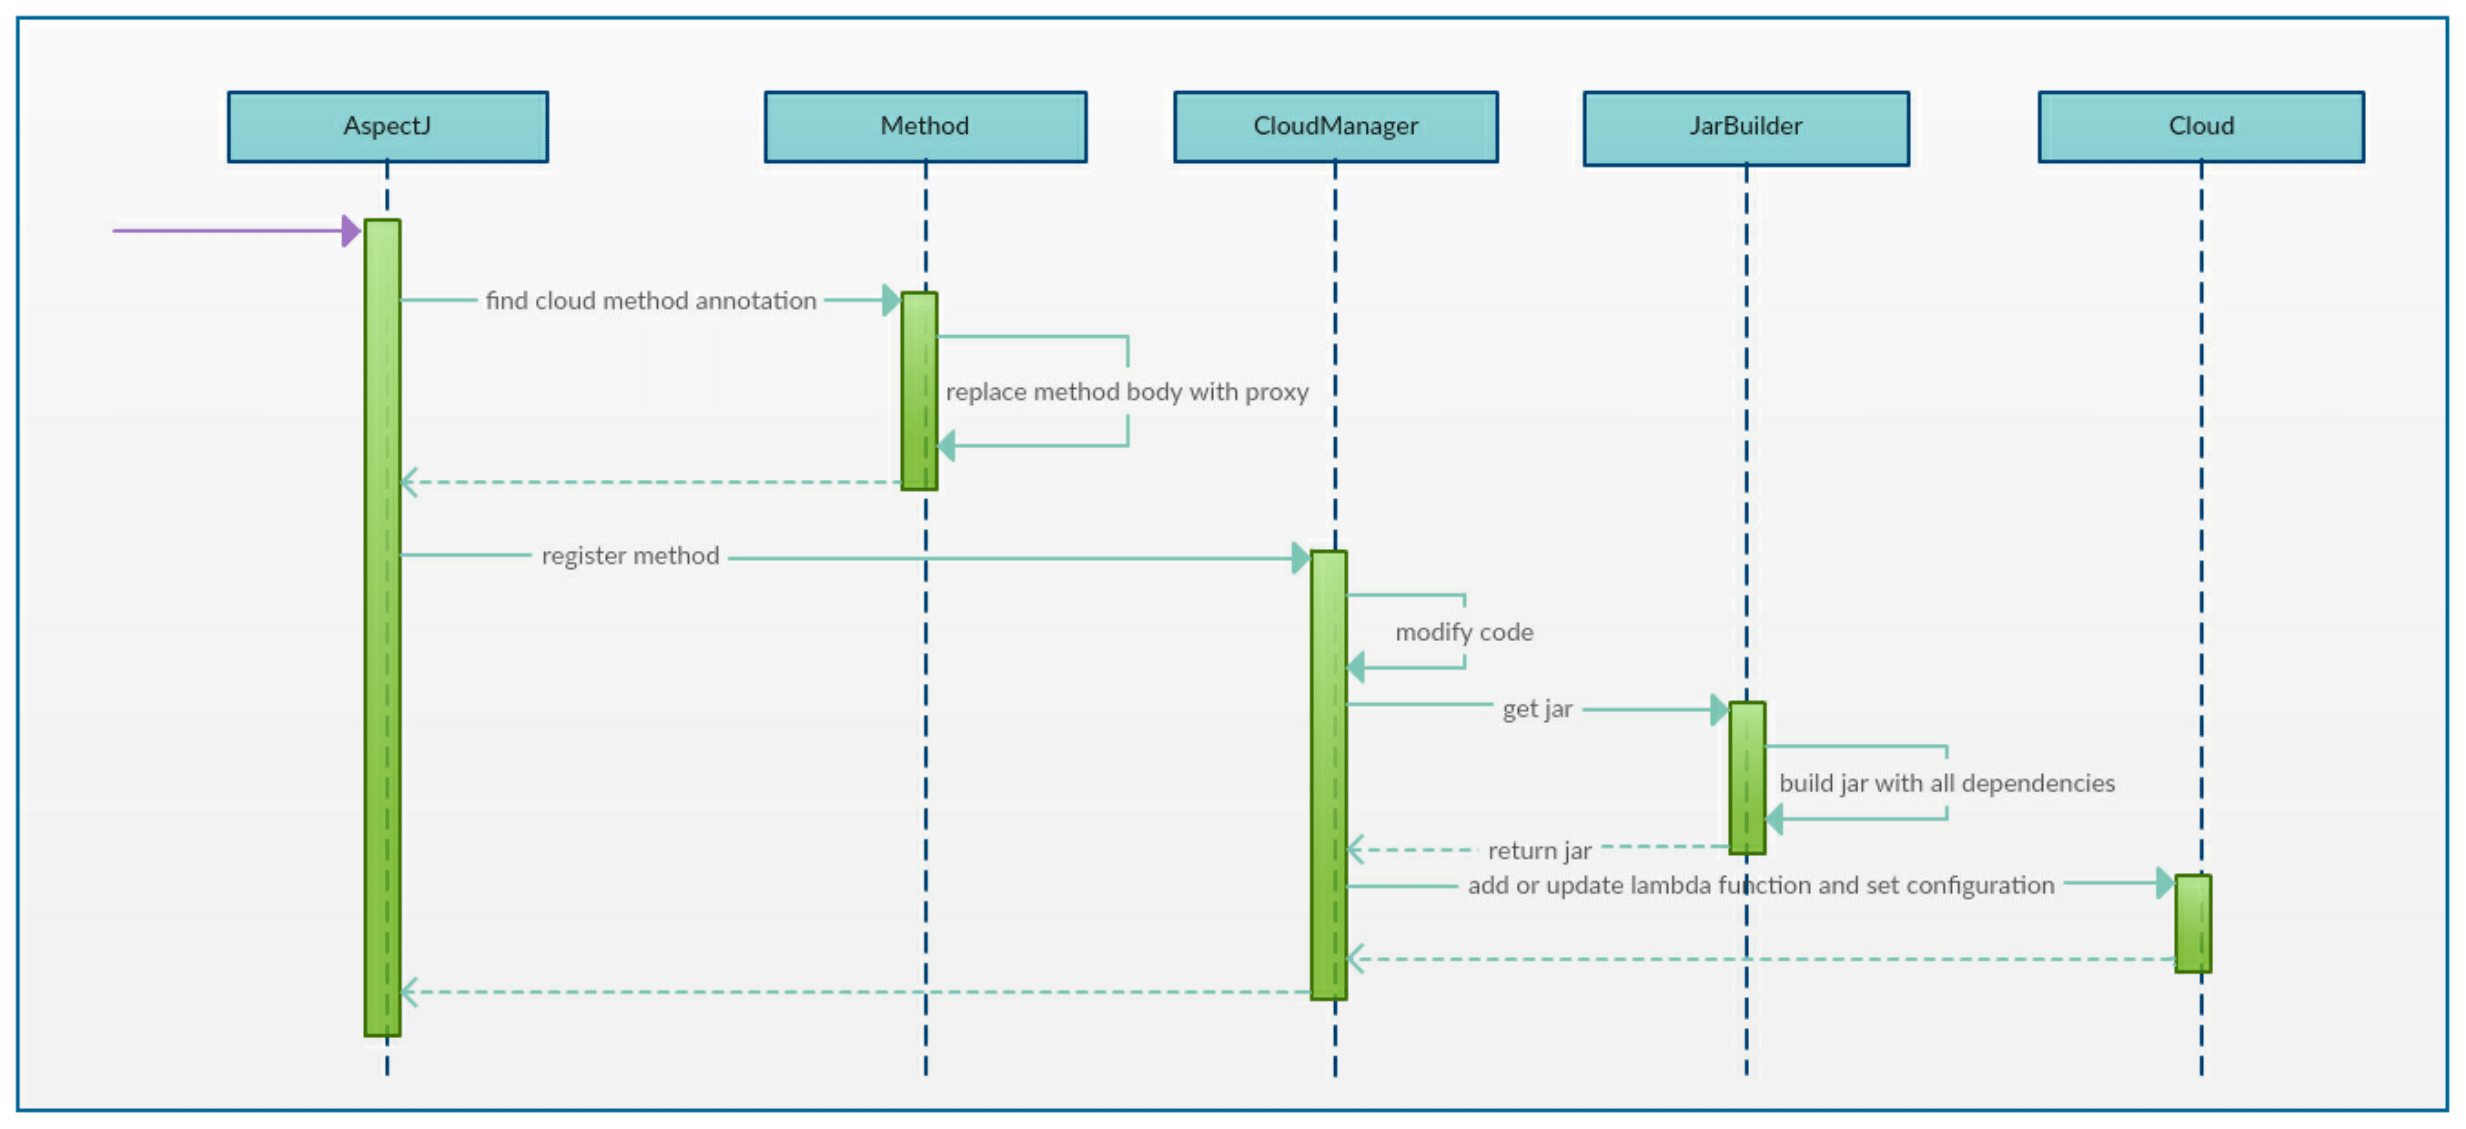 AspectJ
Method
CloudManager
JarBuilder
Cloud
find cloud method annotation
replace method body with proxy
register method
modify code
get jar
build jar with all dependencies
return jar
add or update lambda function and set configuration